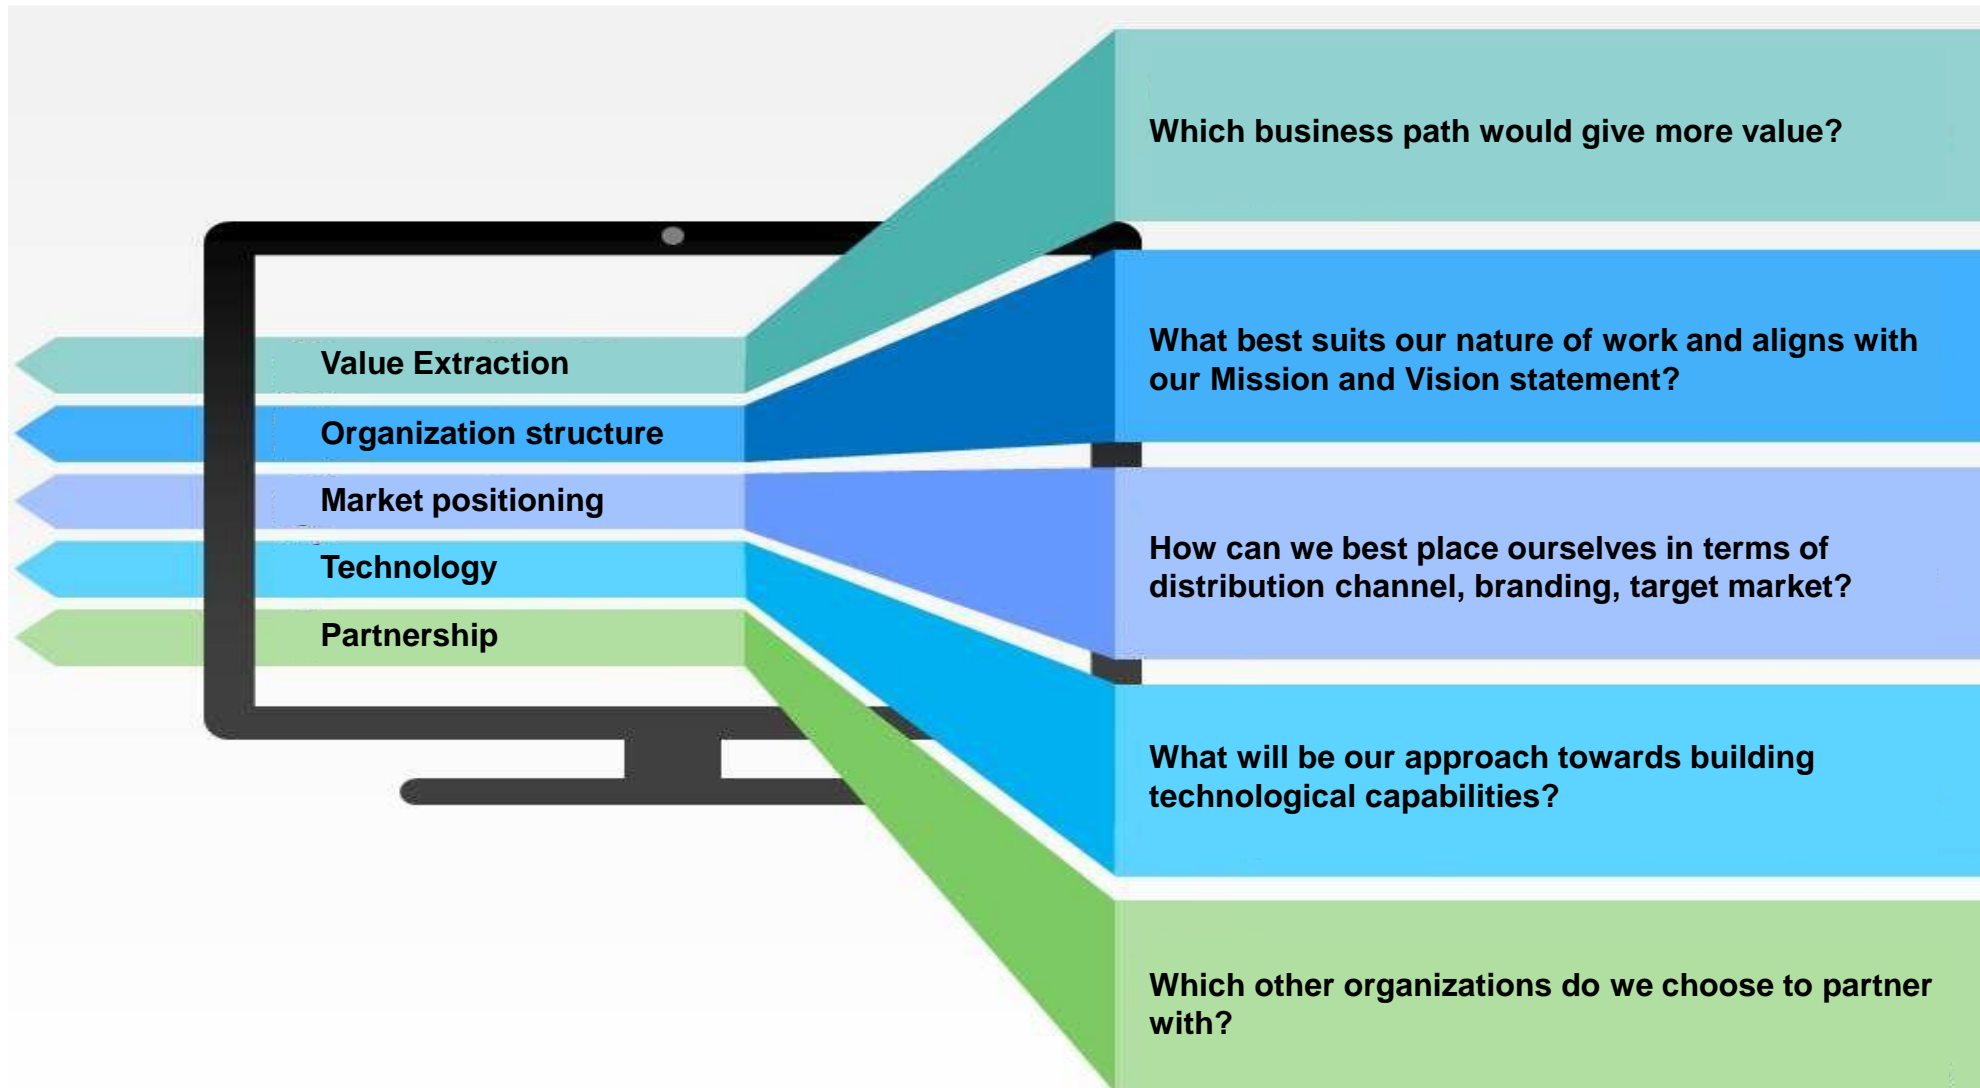 Value Extraction
Organization structure
Market positioning
Technology
Partnership
Which business path would give more value?
What best suits our nature of work and aligns with
our Mission and Vision statement?
How can we best place ourselves in terms of
distribution channel, branding, target market?
What will be our approach towards building
technological capabilities?
Which other organizations do we choose to partner
with?